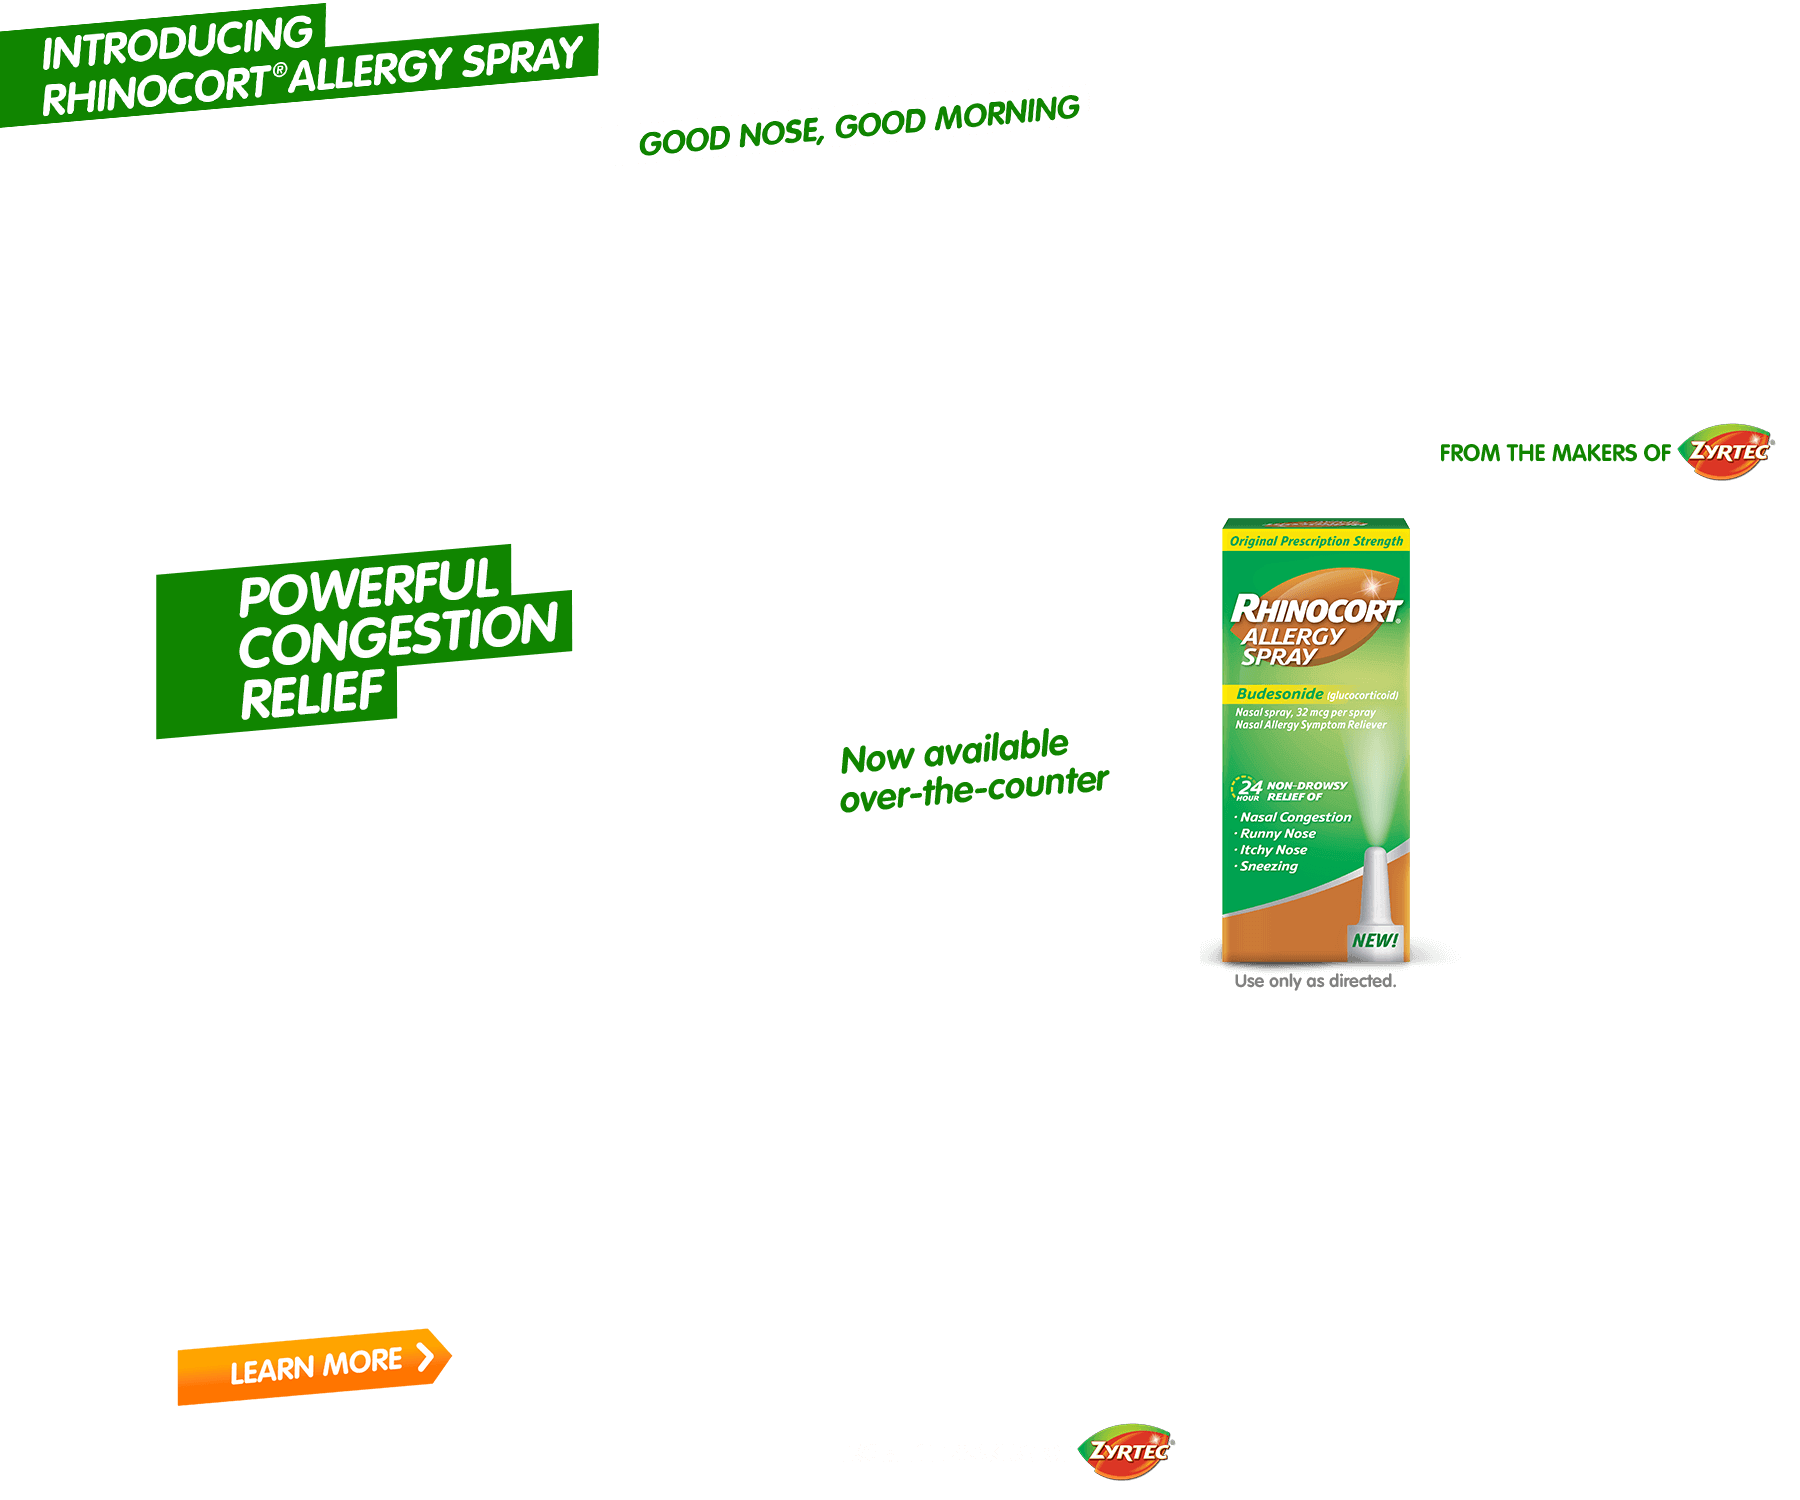 INTRODUCING
RHINOCORT® ALLERGY SPRAY
GOOD NOSE, GOOD MORNING
FROM THE MAKERS OF ZYRTEC®
POWERFUL
CONGESTION
RELIEF
Now available
over-the-counter
Original Prescription Strength
RHINOCORT®
ALLERGY
SPRAY
Budesonide (glucocorticoid)
Nasal spray, 32 mcg per spray
Nasal Allergy Symptom Reliever
24 HOUR NON-DROWSY
RELIEF OF
· Nasal Congestion
· Runny Nose
· Itchy Nose
· Sneezing
NEW!
Use only as directed.
LEARN MORE
ZYRTEC®